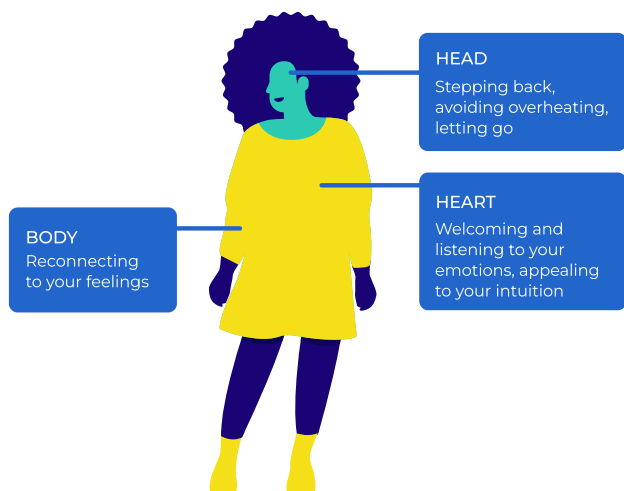 HEAD
Stepping back,
avoiding overheating,
letting go
HEART
Welcoming and
listening to your
emotions, appealing
to your intuition
BODY
Reconnecting
to your feelings